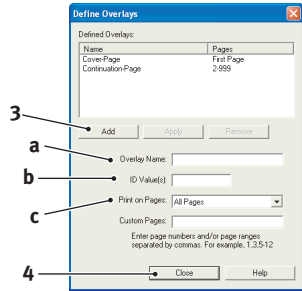 Define Overlays
Defined Overlays:
Name Pages
Cover-Page First Page
Continuation-Page 2-999
3
Add Apply Remove
a
Overlay Name:
b
ID Value(s):
c
Print on Pages: All Pages
Custom Pages:
Enter page numbers and/or page ranges
separated by commas. For example, 1,3,5-12
4
Close Help